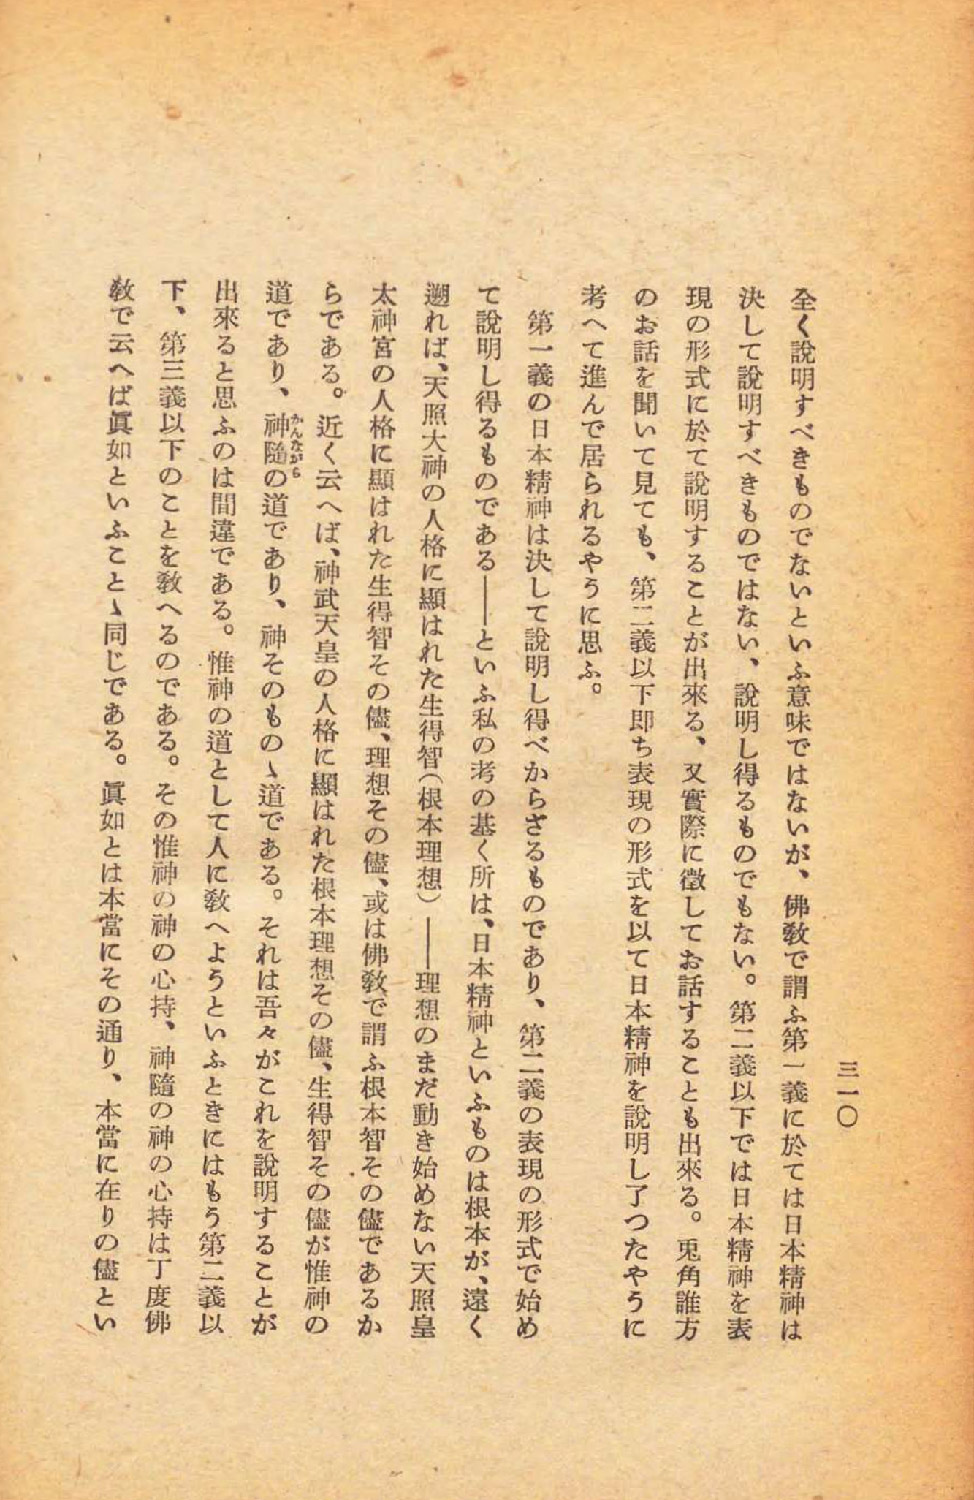 三一〇
全く說明すべきものでないといふ意味ではないが、佛敎で謂ふ第一義に於ては日本精神は
決して說明すべきものではない、說明し得るものでもない。第二義以下では日本精神を表
現の形式に於て說明することが出來る、又實際に徵してお話することも出來る。兎角誰方
のお話を聞いて見ても、第二義以下卽ち表現の形式を以て日本精神を說明し了つたやうに
考へて進んで居られるやうに思ふ。
第一義の日本精神は決して說明し得べからざるものであり、第二義の表現の形式で始め
て說明し得るものである――といふ私の考の基く所は、日本精神といふものは根本が、遠く
遡れば、天照大神の人格に顯はれた生得智(根本理想)――理想のまだ動き始めない天照皇
太神宮の人格に顯はれた生得智その儘、理想その儘、或は佛敎で謂ふ根本智その儘であるか
らである。近く云へば、神武天皇の人格に顯はれた根本理想その儘、生得智その儘が惟神の
道であり、神隨かんながらの道であり、神そのものゝ道である。それは吾々がこれを說明することが
出來ると思ふのは間違である。惟神の道として人に敎へようといふときにはもう第二義以
下、第三義以下のことを敎へるのである。その惟神の神の心持、神隨の神の心持は丁度佛
敎で云へば眞如といふことゝ同じである。眞如とは本當にその通り、本當に在りの儘とい